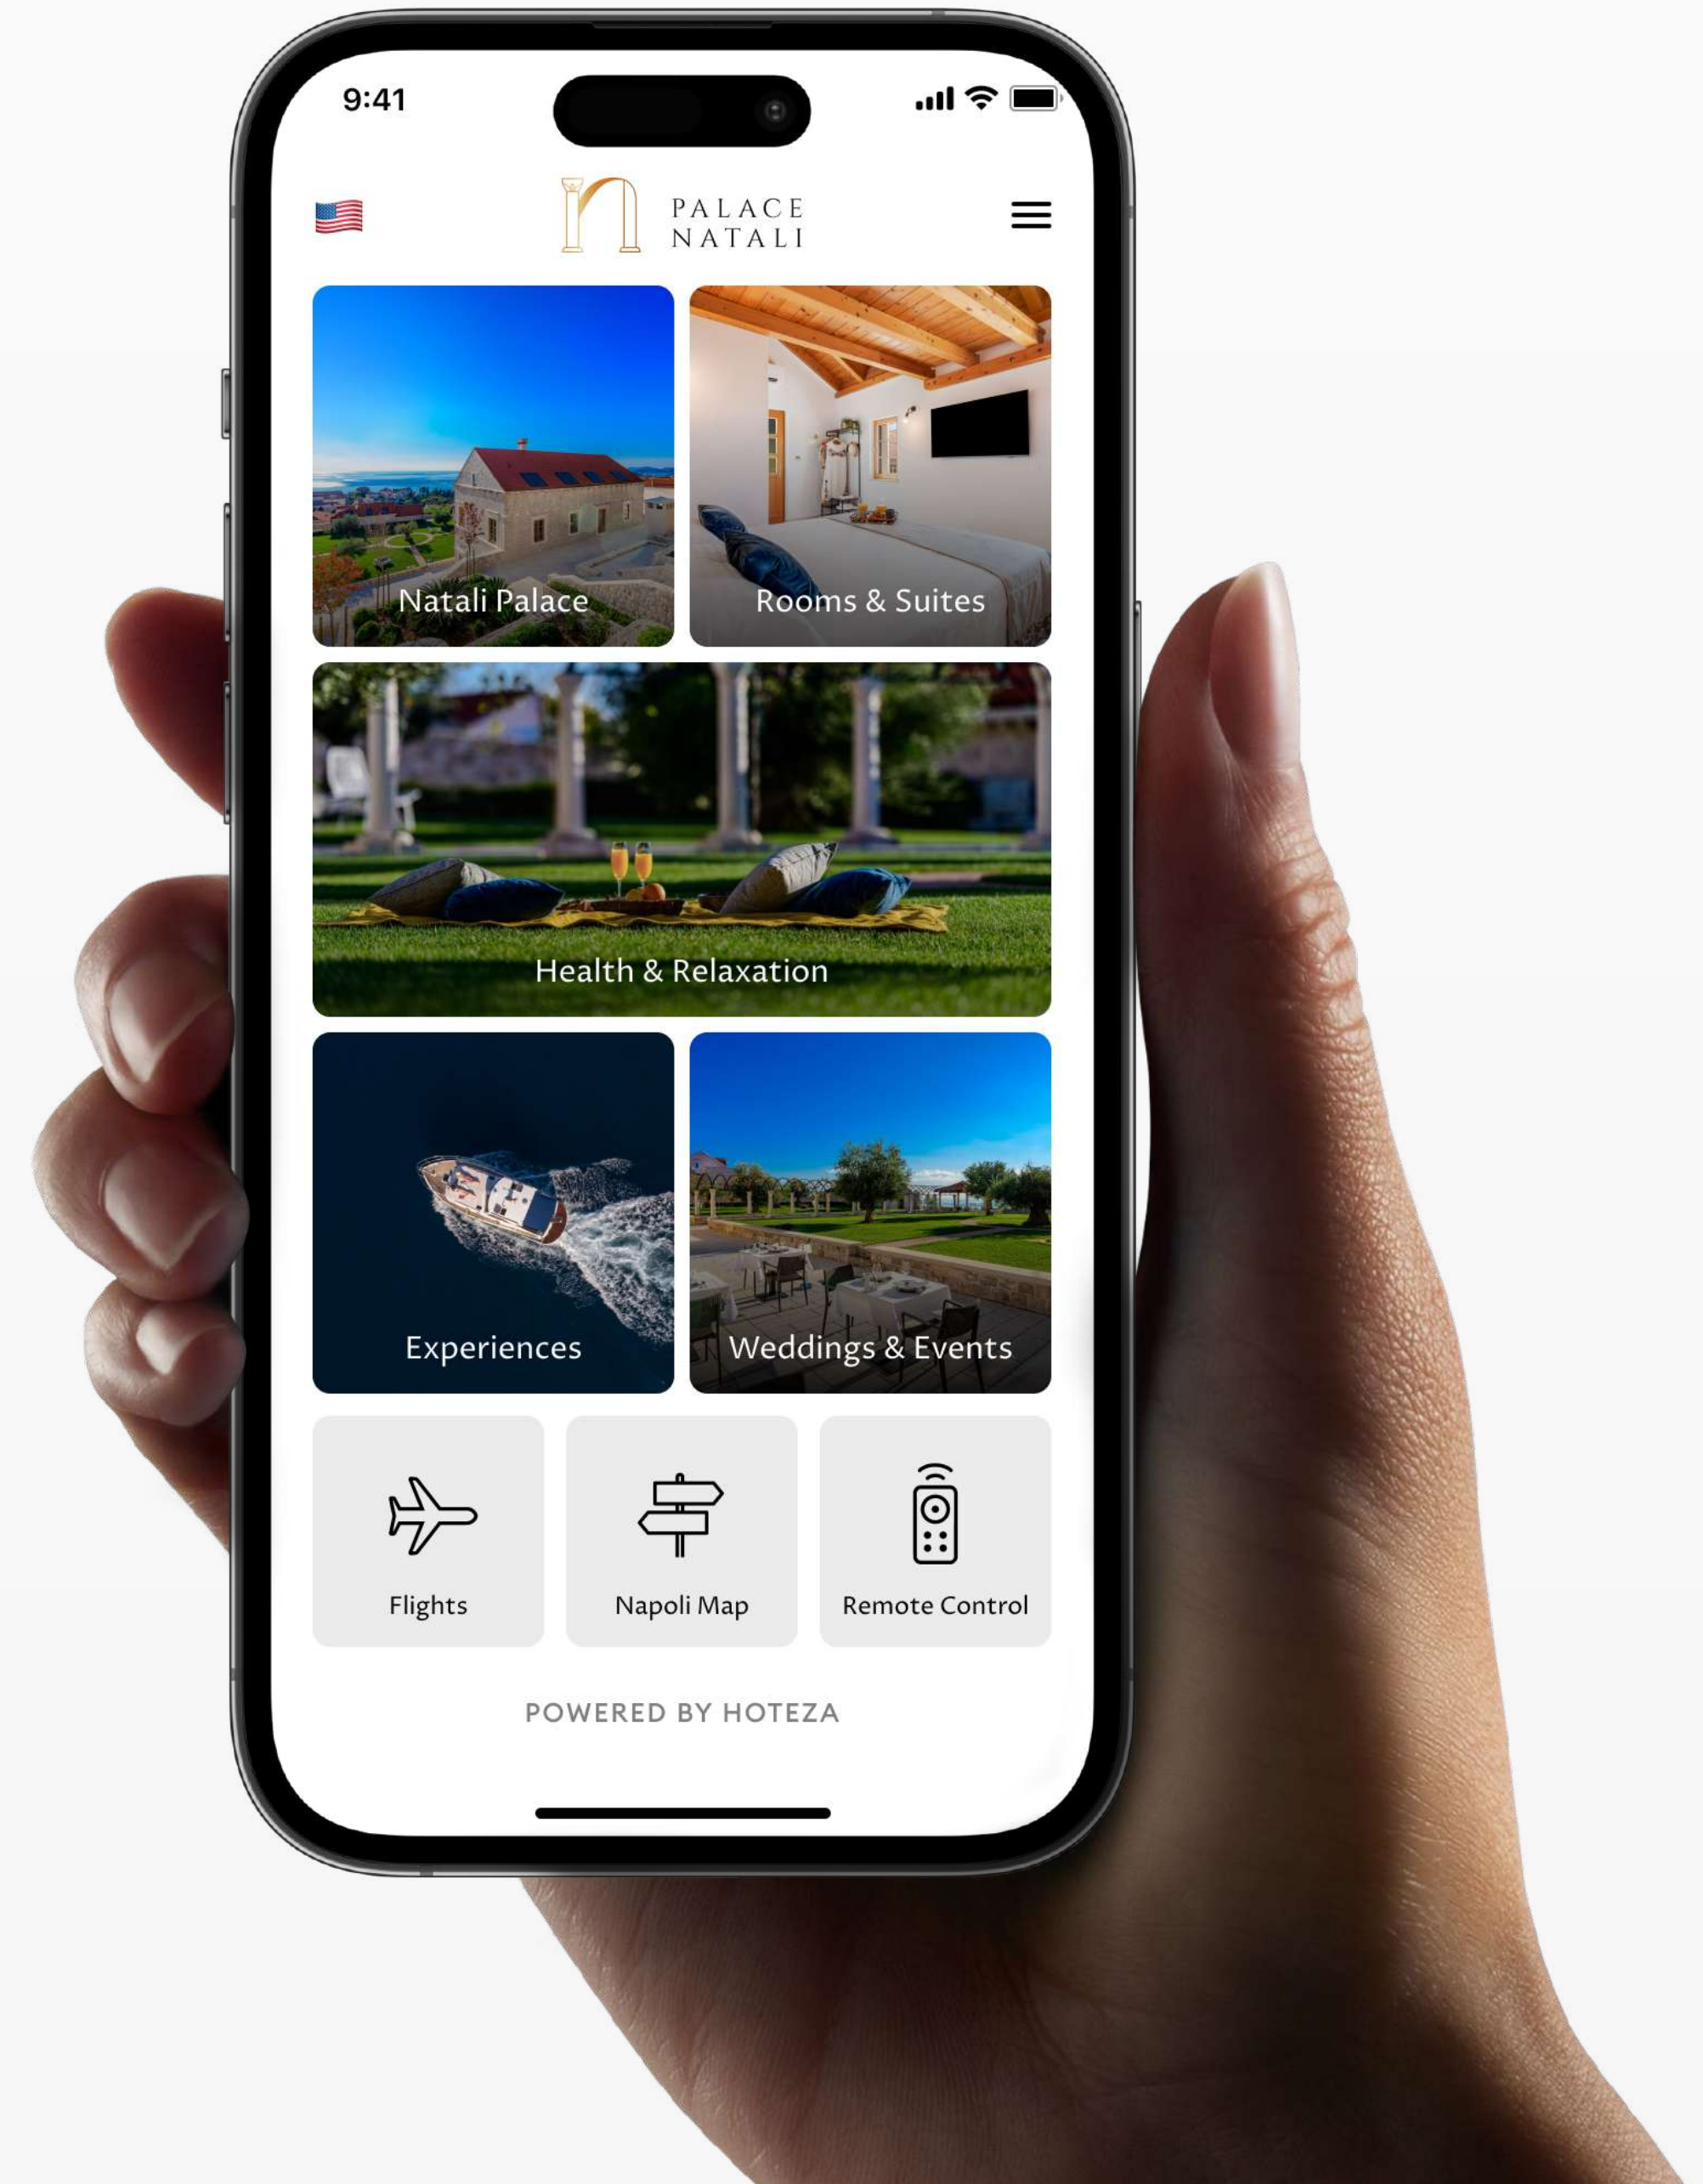 9:41
PALACE
NATALI
Natali Palace
Rooms & Suites
Health & Relaxation
Experiences
Weddings & Events
Flights
Napoli Map
Remote Control
POWERED BY HOTEZA